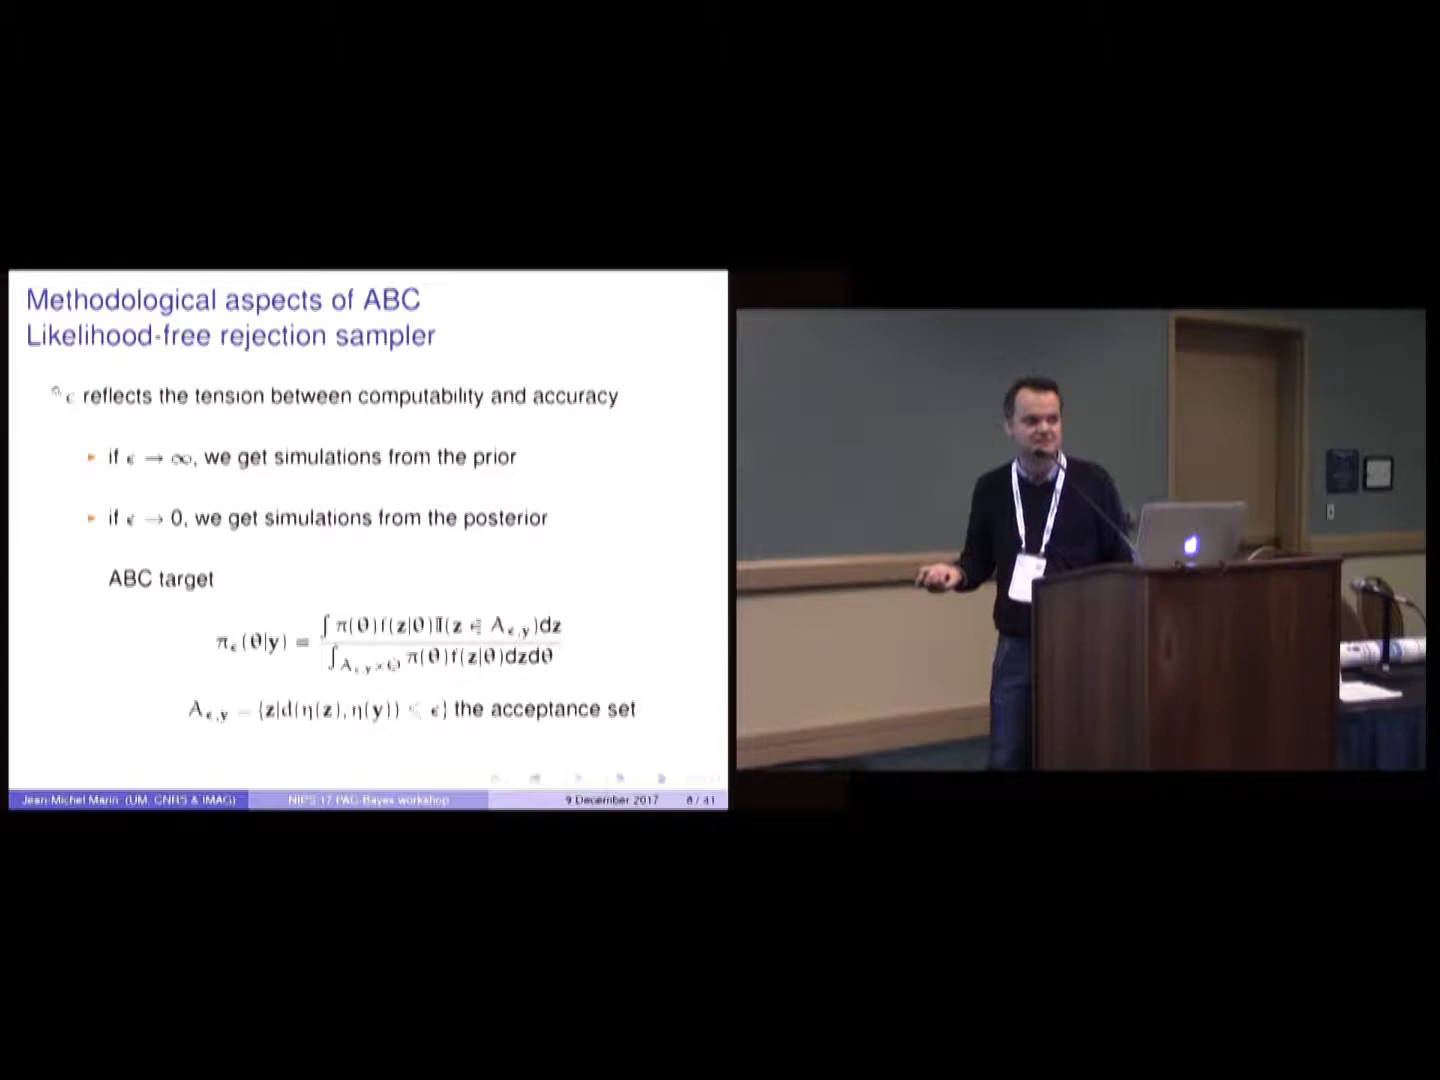 Methodological aspects of ABC
Likelihood-free rejection sampler
ϵ reflects the tension between computability and accuracy
if ϵ → ∞, we get simulations from the prior
if ϵ → 0, we get simulations from the posterior
ABC target
π_ϵ(θ|y) = ∫ π(θ)f(z|θ)𝕀(z ∈ A_ϵ,y)dz / ∫_{A_ϵ,y×Θ} π(θ)f(z|θ)dzdθ
A_ϵ,y = {z|d(η(z), η(y)) ⩽ ϵ} the acceptance set
Jean-Michel Marin (UM, CNRS & IMAG) NIPS 17 PAC-Bayes workshop 9 December 2017 8 / 41